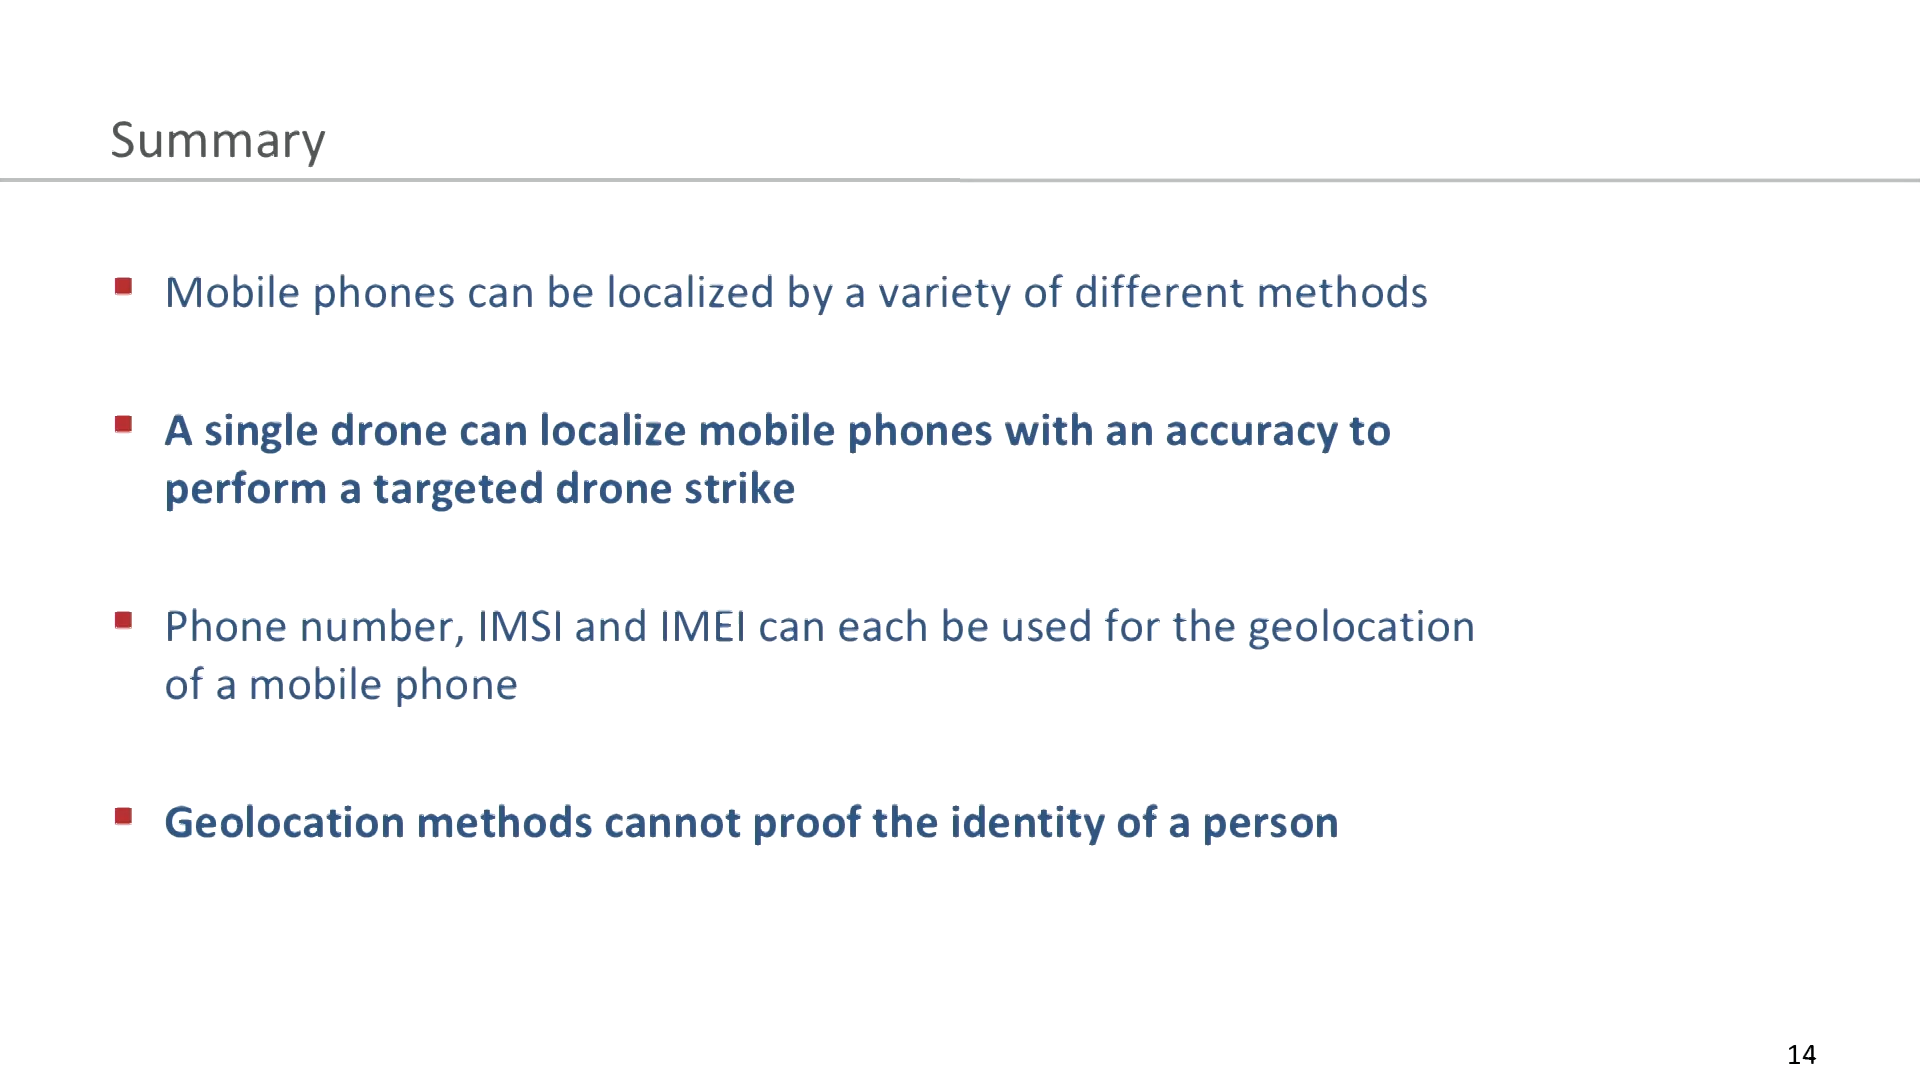 Summary
Mobile phones can be localized by a variety of different methods
A single drone can localize mobile phones with an accuracy to
perform a targeted drone strike
Phone number, IMSI and IMEI can each be used for the geolocation
of a mobile phone
Geolocation methods cannot proof the identity of a person
14